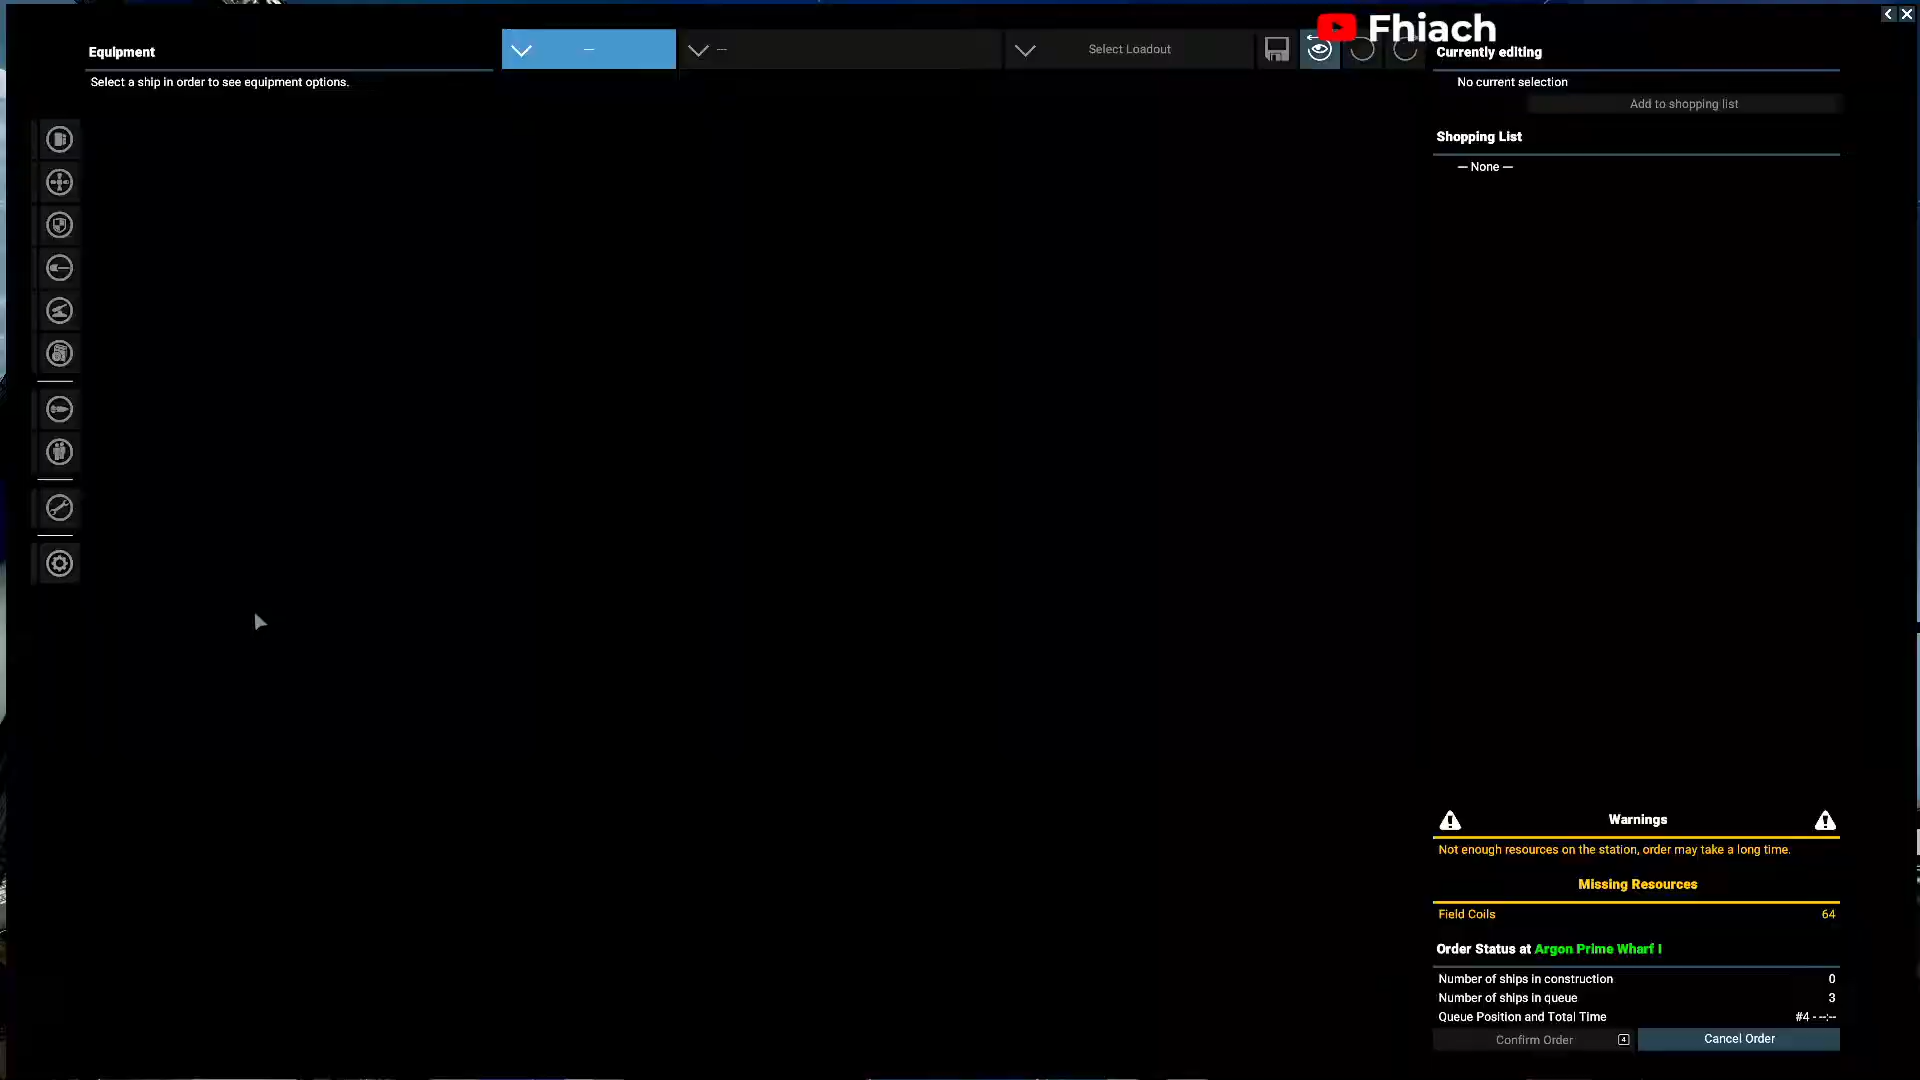 Fhiach
Equipment
—
—
Select Loadout
Currently editing
Select a ship in order to see equipment options.
No current selection
Add to shopping list
Shopping List
— None —
Warnings
Not enough resources on the station, order may take a long time.
Missing Resources
Field Coils 64
Order Status at Argon Prime Wharf I
Number of ships in construction 0
Number of ships in queue 3
Queue Position and Total Time #4 - --:--
Confirm Order 4
Cancel Order